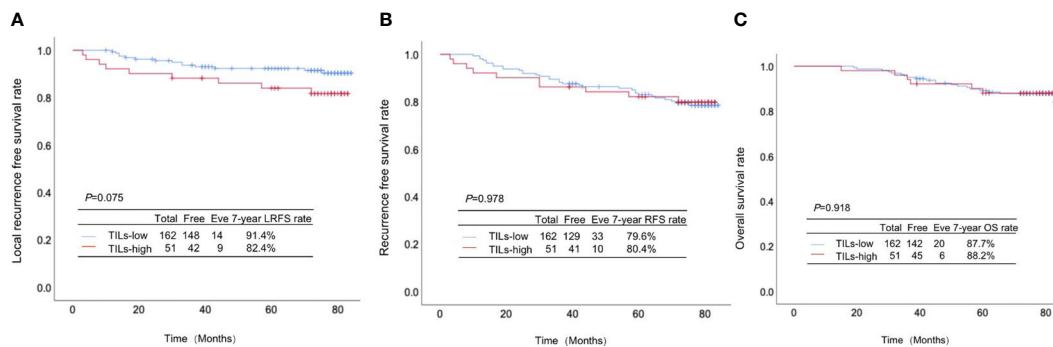 A
Local recurrence free survival rate
1.0
0.8
0.6
0.4
0.2
0.0
P=0.075
Total Free Eve 7-year LRFS rate
TILs-low 162 148 14 91.4%
TILs-high 51 42 9 82.4%
0 20 40 60 80
Time (Months)
B
Recurrence free survival rate
1.0
0.8
0.6
0.4
0.2
0.0
P=0.978
Total Free Eve 7-year RFS rate
TILs-low 162 129 33 79.6%
TILs-high 51 41 10 80.4%
0 20 40 60 80
Time (Months)
C
Overall survival rate
1.0
0.8
0.6
0.4
0.2
0.0
P=0.918
Total Free Eve 7-year OS rate
TILs-low 162 142 20 87.7%
TILs-high 51 45 6 88.2%
0 20 40 60 80
Time (Months)